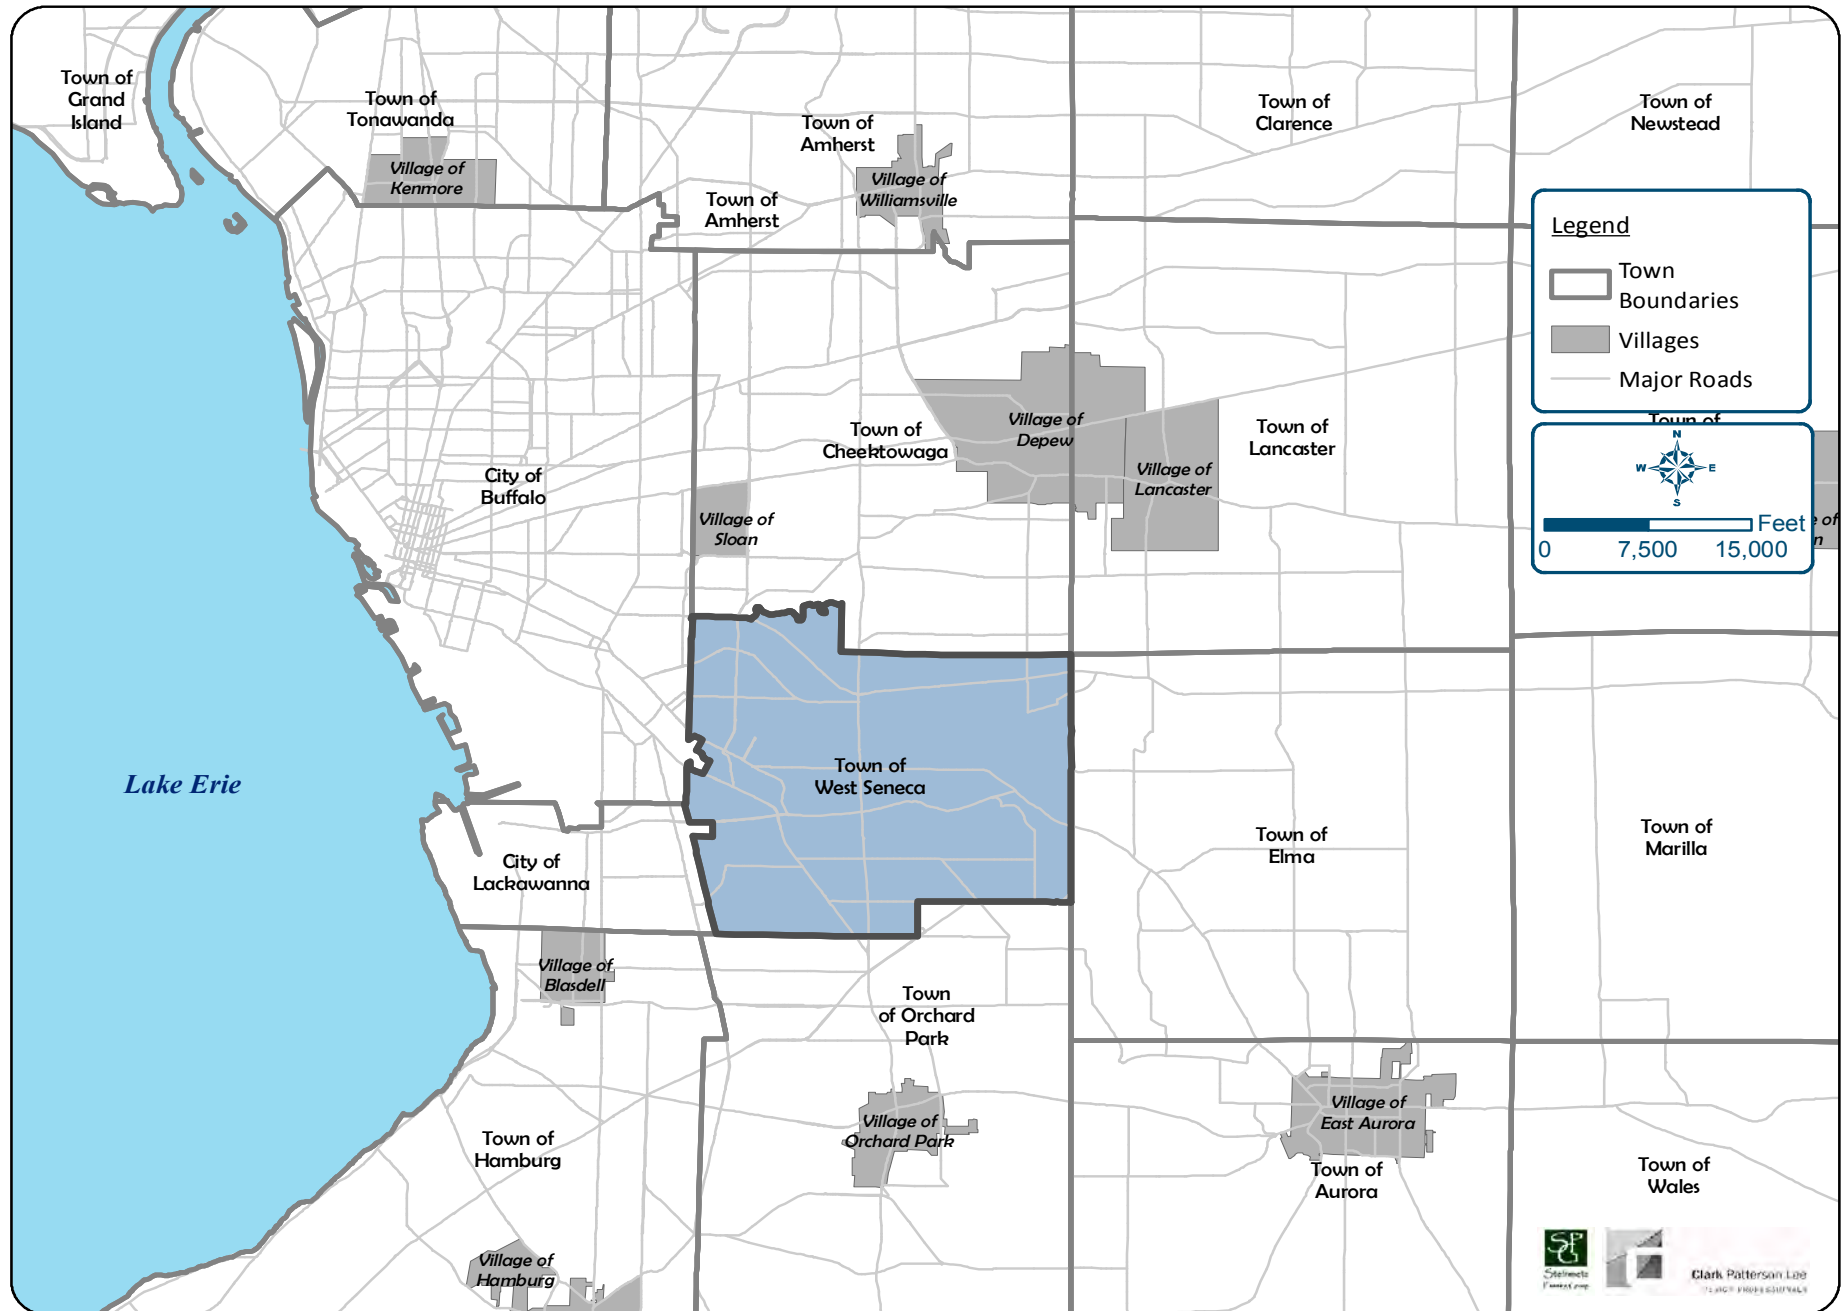 Town of
Grand
Island
Town of
Tonawanda
Village of
Kenmore
Town of
Amherst
Village of
Williamsville
Town of
Amherst
Town of
Clarence
Town of
Newstead
Legend
Town
Boundaries
Villages
Major Roads
Town of
N
W
E
S
Feet
0
7,500
15,000
of
n
City of
Buffalo
Town of
Cheektowaga
Village of
Depew
Village of
Lancaster
Town of
Lancaster
Village of
Sloan
Lake Erie
Town of
West Seneca
City of
Lackawanna
Town of
Elma
Town of
Marilla
Village of
Blasdell
Town
of Orchard
Park
Village of
Orchard Park
Town of
Hamburg
Village of
Hamburg
Village of
East Aurora
Town of
Aurora
Town of
Wales
SPG
Steinmetz
Clark Patterson Lee